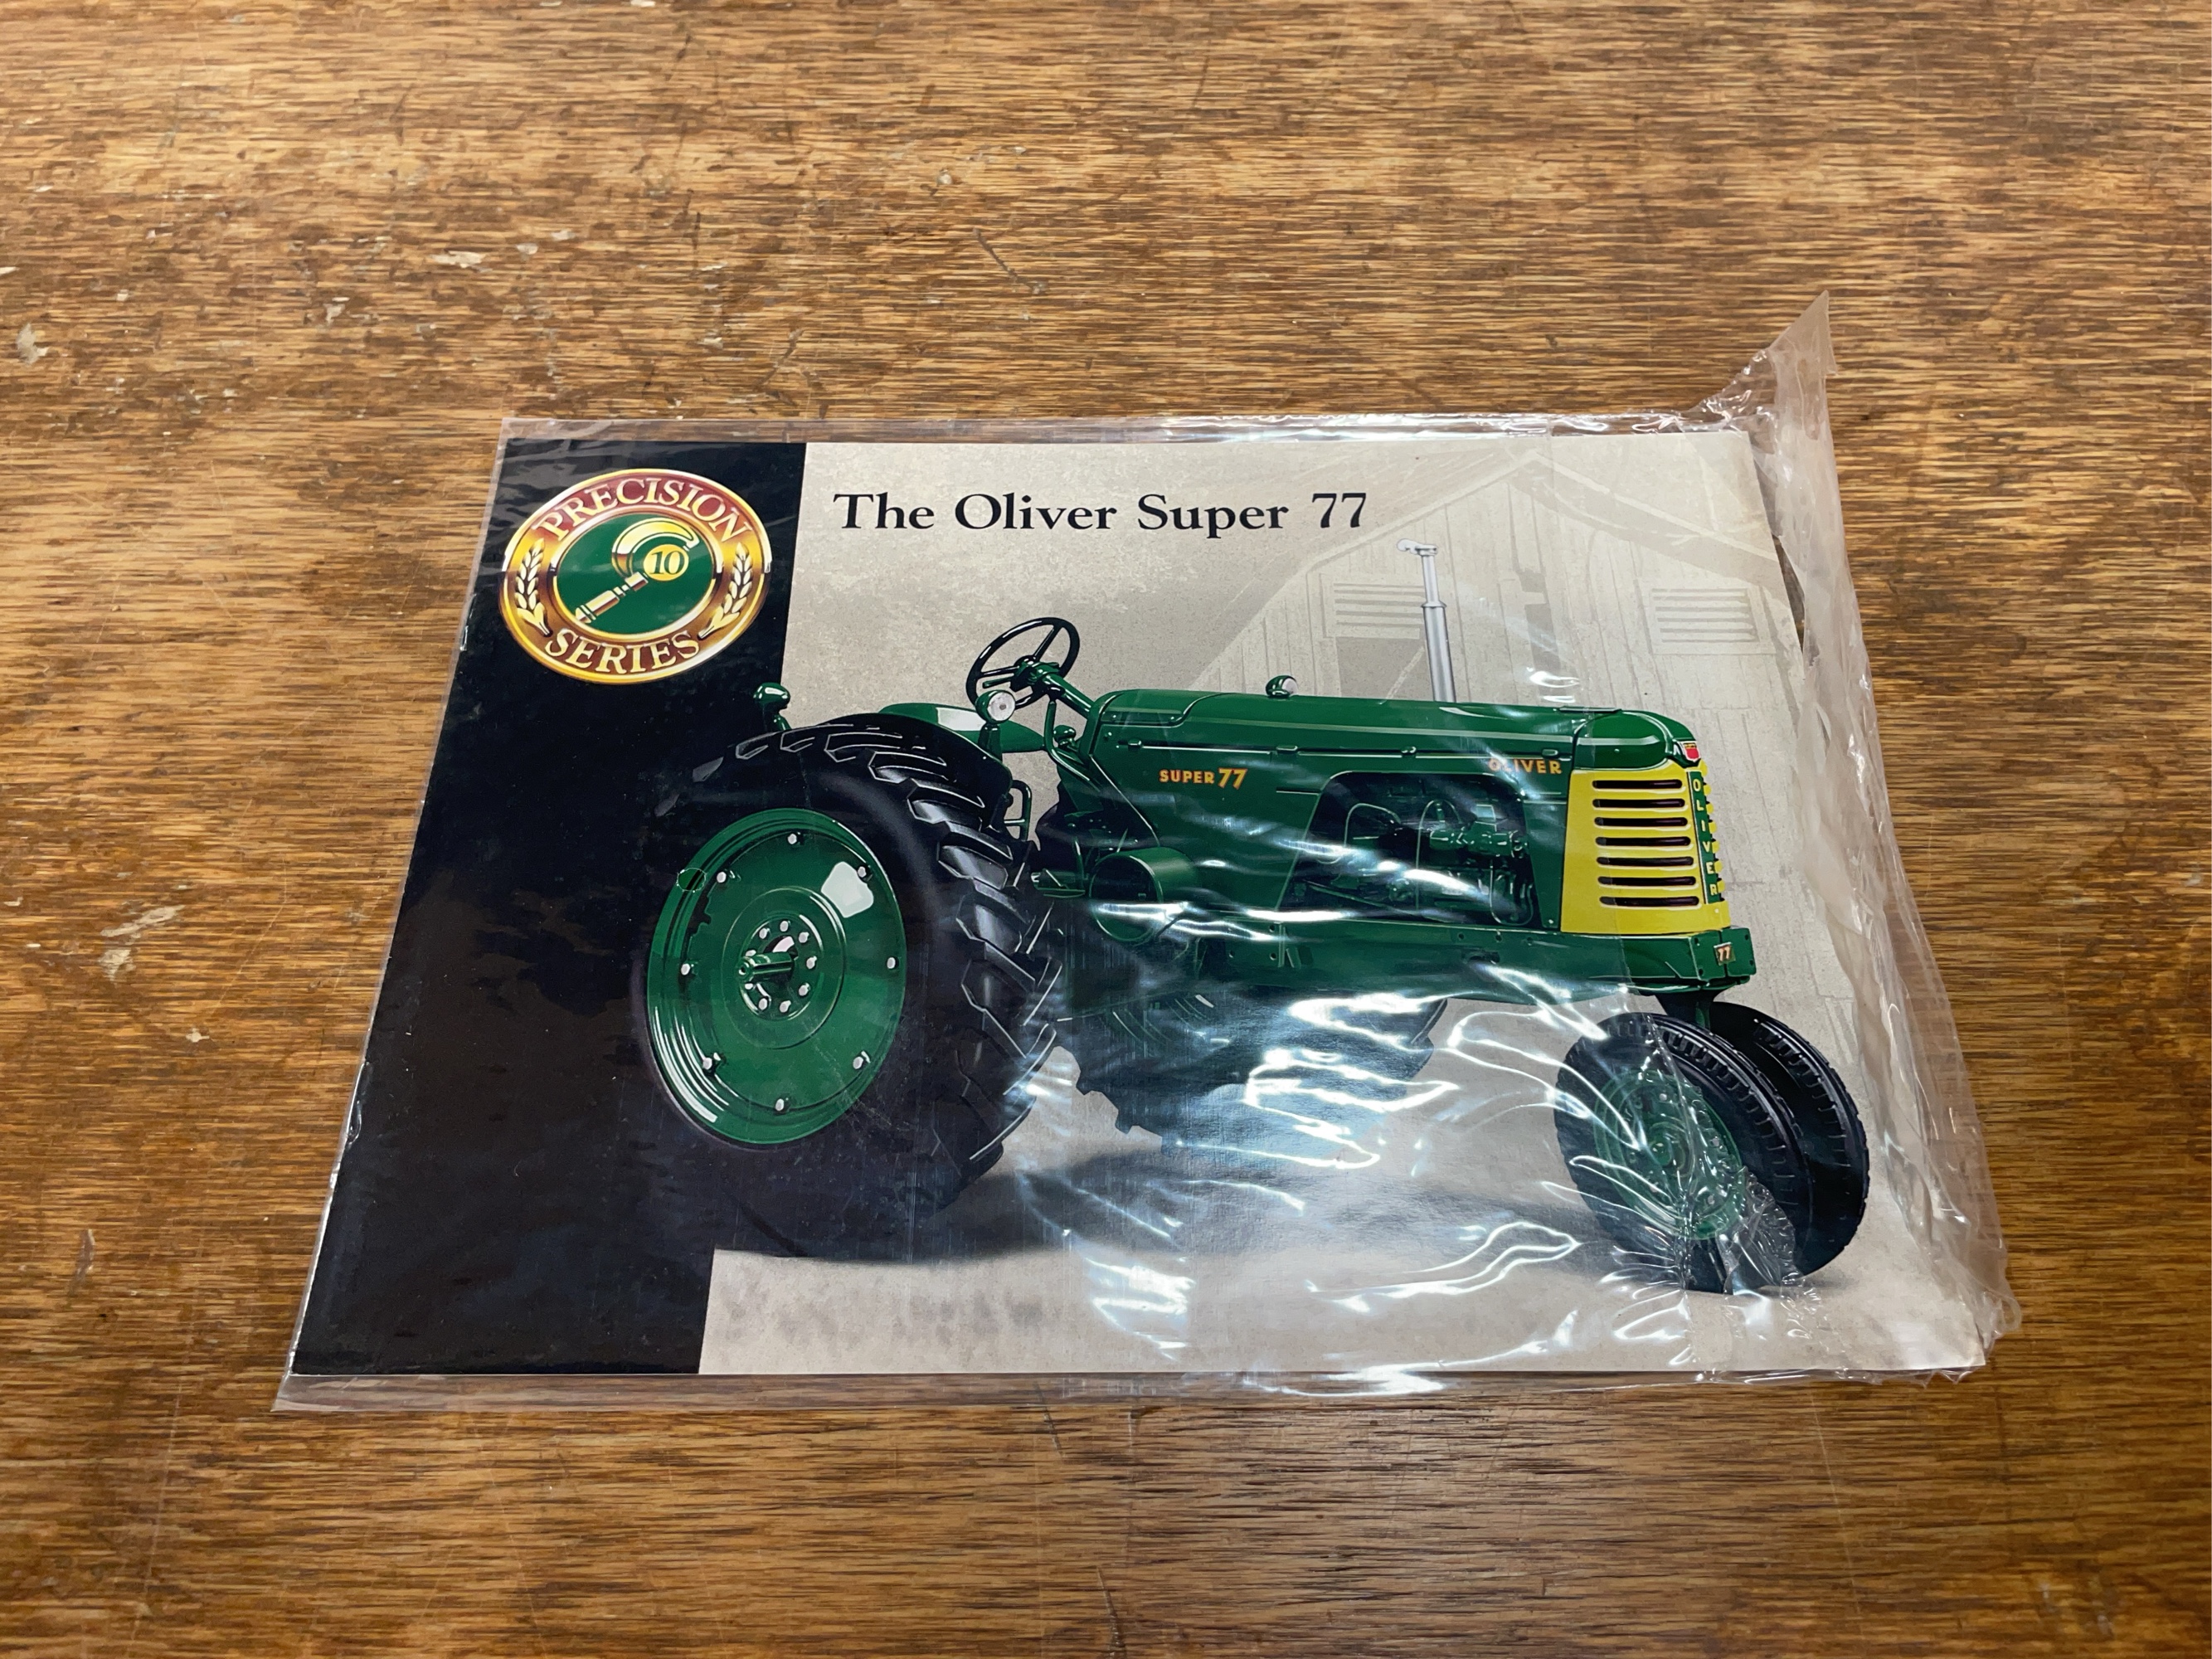 PRECISION
10
SERIES
The Oliver Super 77
SUPER 77
OLIVER
OLIVER
77